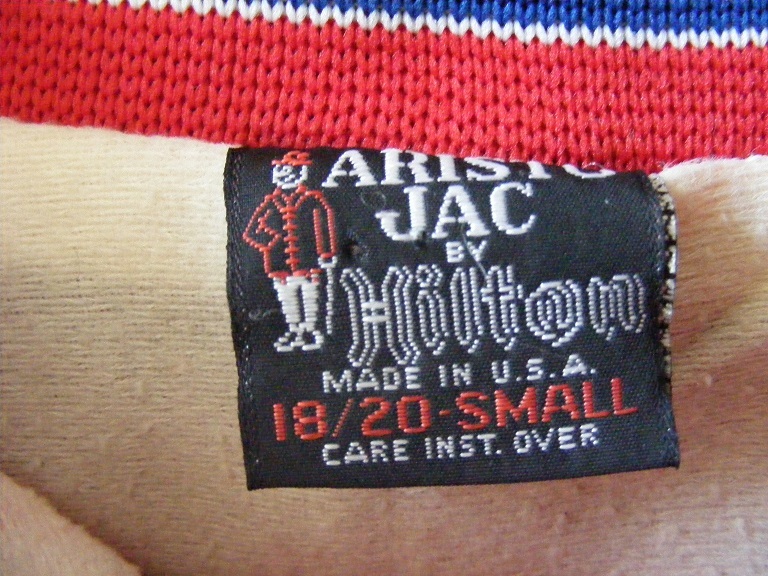 ARISTO
JAC
BY
Hilton
MADE IN U.S.A.
18/20-SMALL
CARE INST. OVER